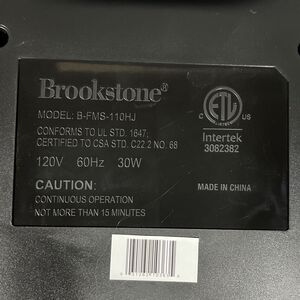 Brookstone®
MODEL: B-FMS-110HJ
CONFORMS TO UL STD. 1647;
CERTIFIED TO CSA STD. C22.2 NO. 68
120V 60Hz 30W
CAUTION:
CONTINUOUS OPERATION
NOT MORE THAN 15 MINUTES
ETL
C US
Intertek
3082382
MADE IN CHINA